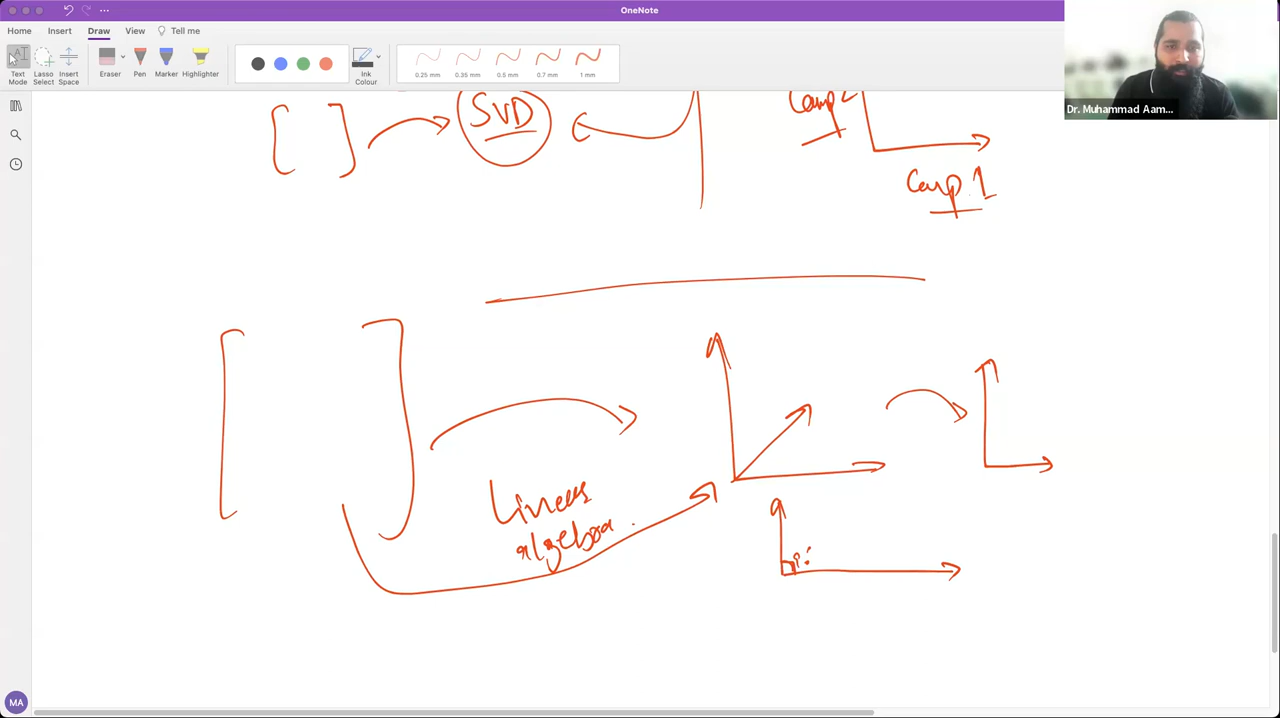 OneNote
Home Insert Draw View Tell me
Text Mode
Lasso Select
Insert Space
Eraser
Pen
Marker
Highlighter
Ink Colour
0.25 mm 0.35 mm 0.5 mm 0.7 mm 1 mm
Dr. Muhammad Aam...
SVD
Comp 2
Comp. 1
Linear
algebra
MA